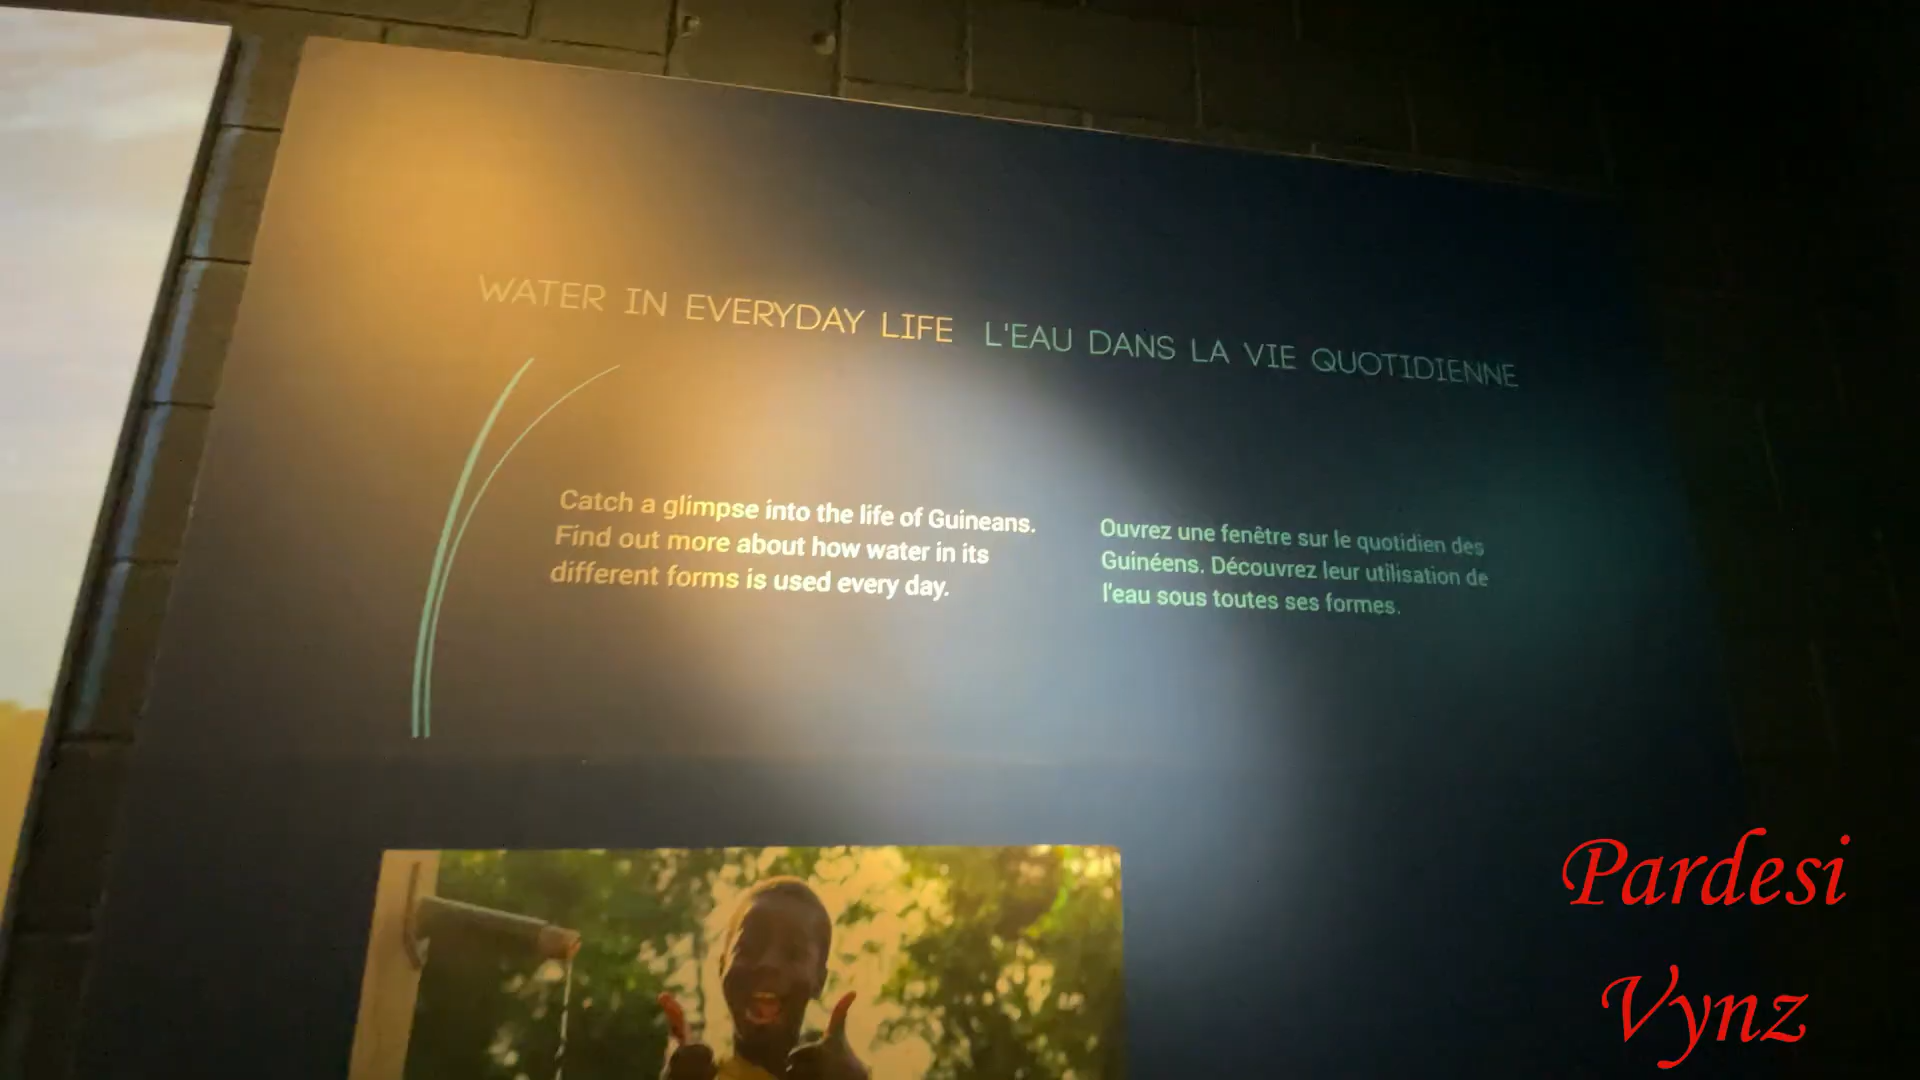 WATER IN EVERYDAY LIFE L'EAU DANS LA VIE QUOTIDIENNE
Catch a glimpse into the life of Guineans.
Find out more about how water in its
different forms is used every day.
Ouvrez une fenêtre sur le quotidien des
Guinéens. Découvrez leur utilisation de
l'eau sous toutes ses formes.
Pardesi
Vynz